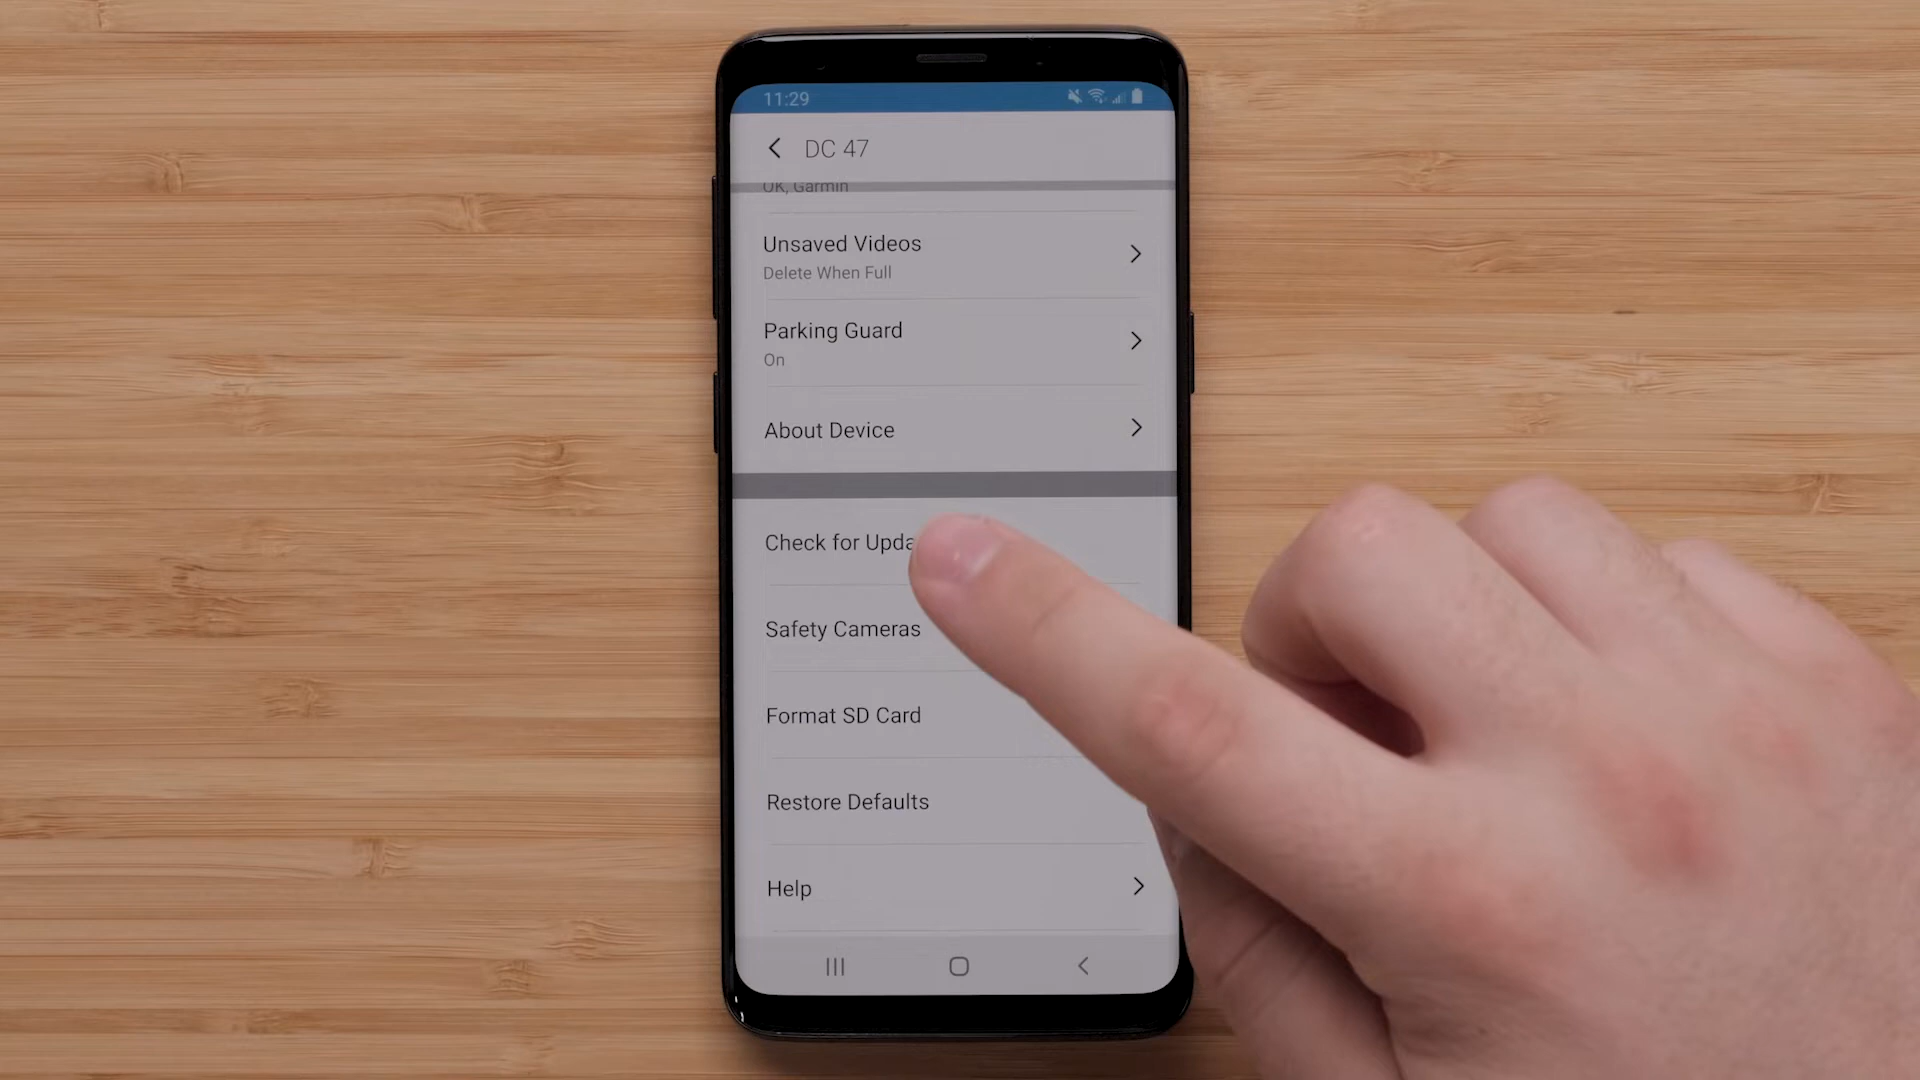 11:29
DC 47
OK, Garmin
Unsaved Videos
Delete When Full
Parking Guard
On
About Device
Check for Upda
Safety Cameras
Format SD Card
Restore Defaults
Help